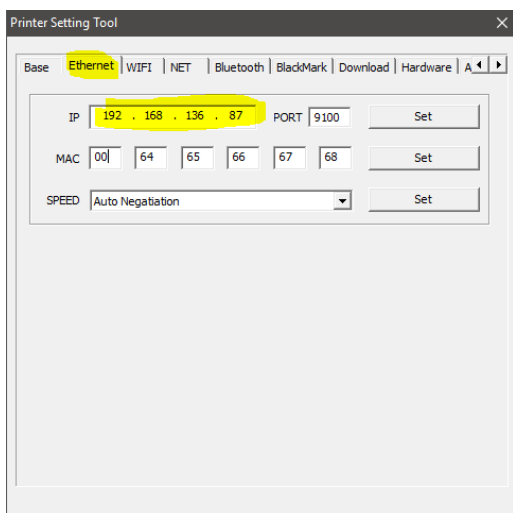 Printer Setting Tool
Base Ethernet WIFI NET Bluetooth BlackMark Download Hardware A
IP 192 . 168 . 136 . 87 PORT 9100 Set
MAC 00 64 65 66 67 68 Set
SPEED Auto Negatiation Set